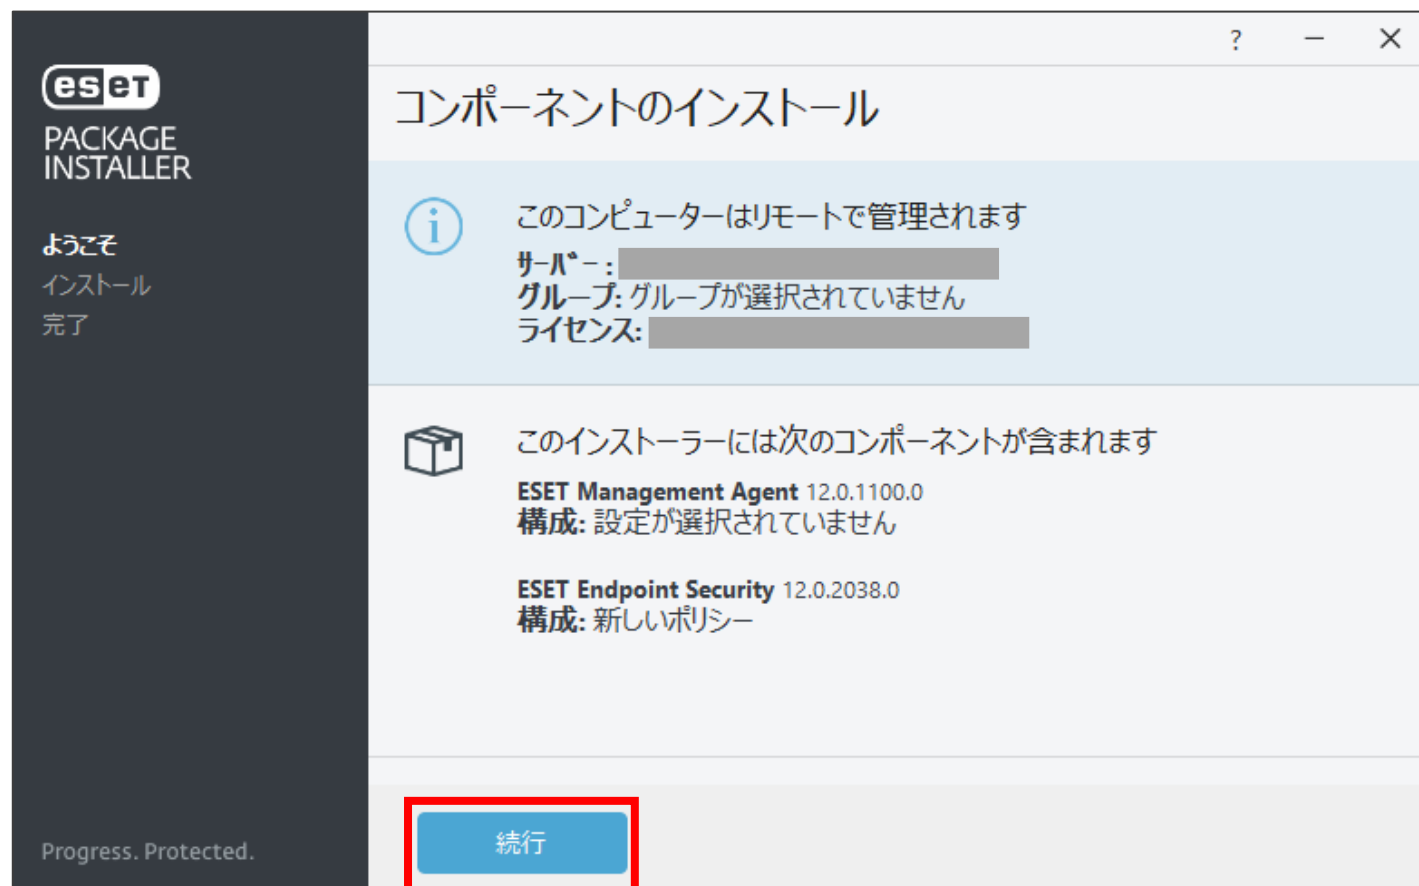 ? － ×
eset
PACKAGE
INSTALLER
ようこそ
インストール
完了
Progress. Protected.
コンポーネントのインストール
このコンピューターはリモートで管理されます
サーバー :
グループ: グループが選択されていません
ライセンス:
このインストーラーには次のコンポーネントが含まれます
ESET Management Agent 12.0.1100.0
構成: 設定が選択されていません
ESET Endpoint Security 12.0.2038.0
構成: 新しいポリシー
続行